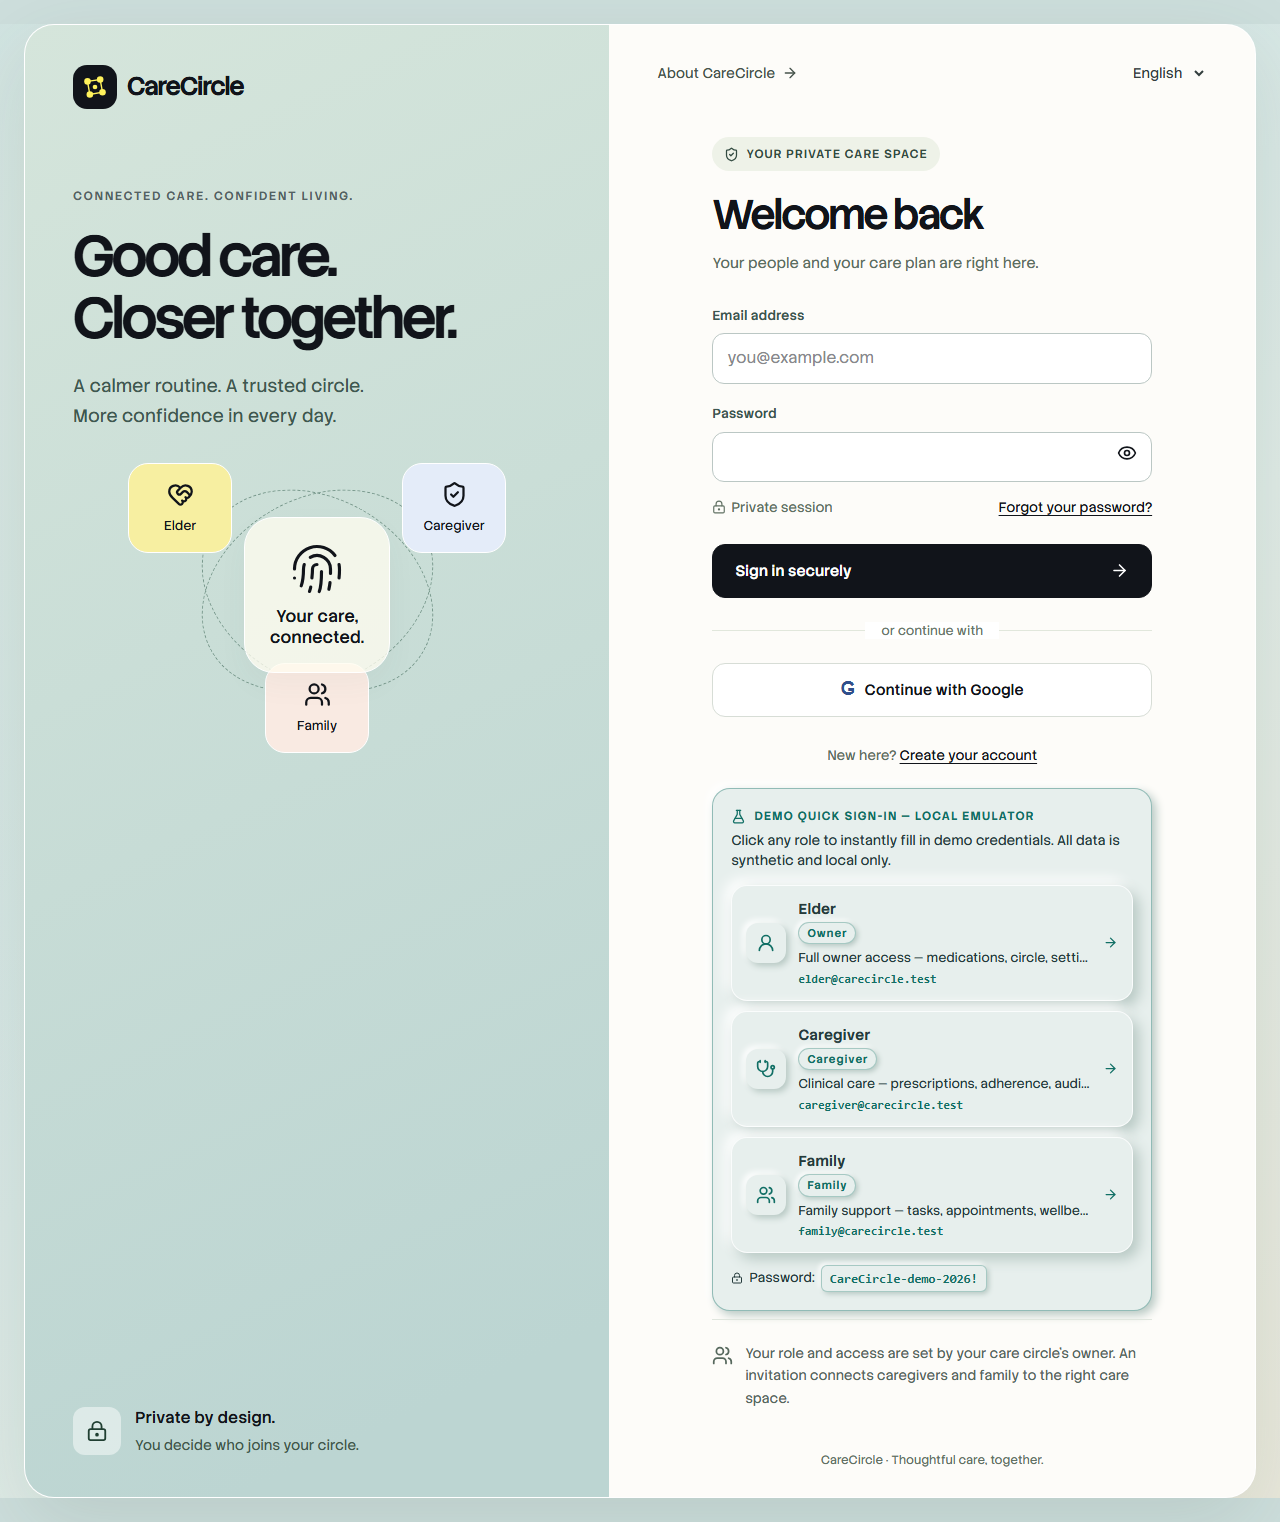 CareCircle
CONNECTED CARE. CONFIDENT LIVING.
Good care.
Closer together.
A calmer routine. A trusted circle.
More confidence in every day.
Elder
Caregiver
Your care,
connected.
Family
Private by design.
You decide who joins your circle.
About CareCircle
English
YOUR PRIVATE CARE SPACE
Welcome back
Your people and your care plan are right here.
Email address
you@example.com
Password
Private session
Forgot your password?
Sign in securely
or continue with
G Continue with Google
New here? Create your account
DEMO QUICK SIGN-IN — LOCAL EMULATOR
Click any role to instantly fill in demo credentials. All data is
synthetic and local only.
Elder
Owner
Full owner access — medications, circle, setti...
elder@carecircle.test
Caregiver
Caregiver
Clinical care — prescriptions, adherence, audi...
caregiver@carecircle.test
Family
Family
Family support — tasks, appointments, wellbe...
family@carecircle.test
Password: CareCircle-demo-2026!
Your role and access are set by your care circle's owner. An
invitation connects caregivers and family to the right care
space.
CareCircle · Thoughtful care, together.